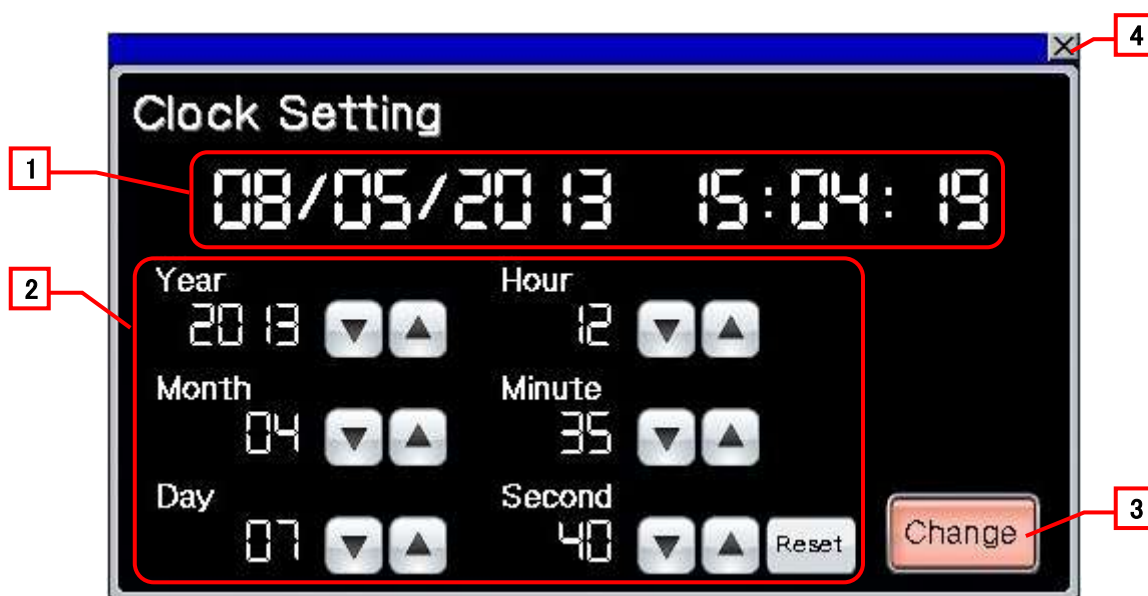 4
Clock Setting
1
08/05/2013 15:04:19
2
Year Hour
2013 ▼ ▲ 12 ▼ ▲
Month Minute
04 ▼ ▲ 35 ▼ ▲
Day Second
07 ▼ ▲ 40 ▼ ▲ Reset
Change
3